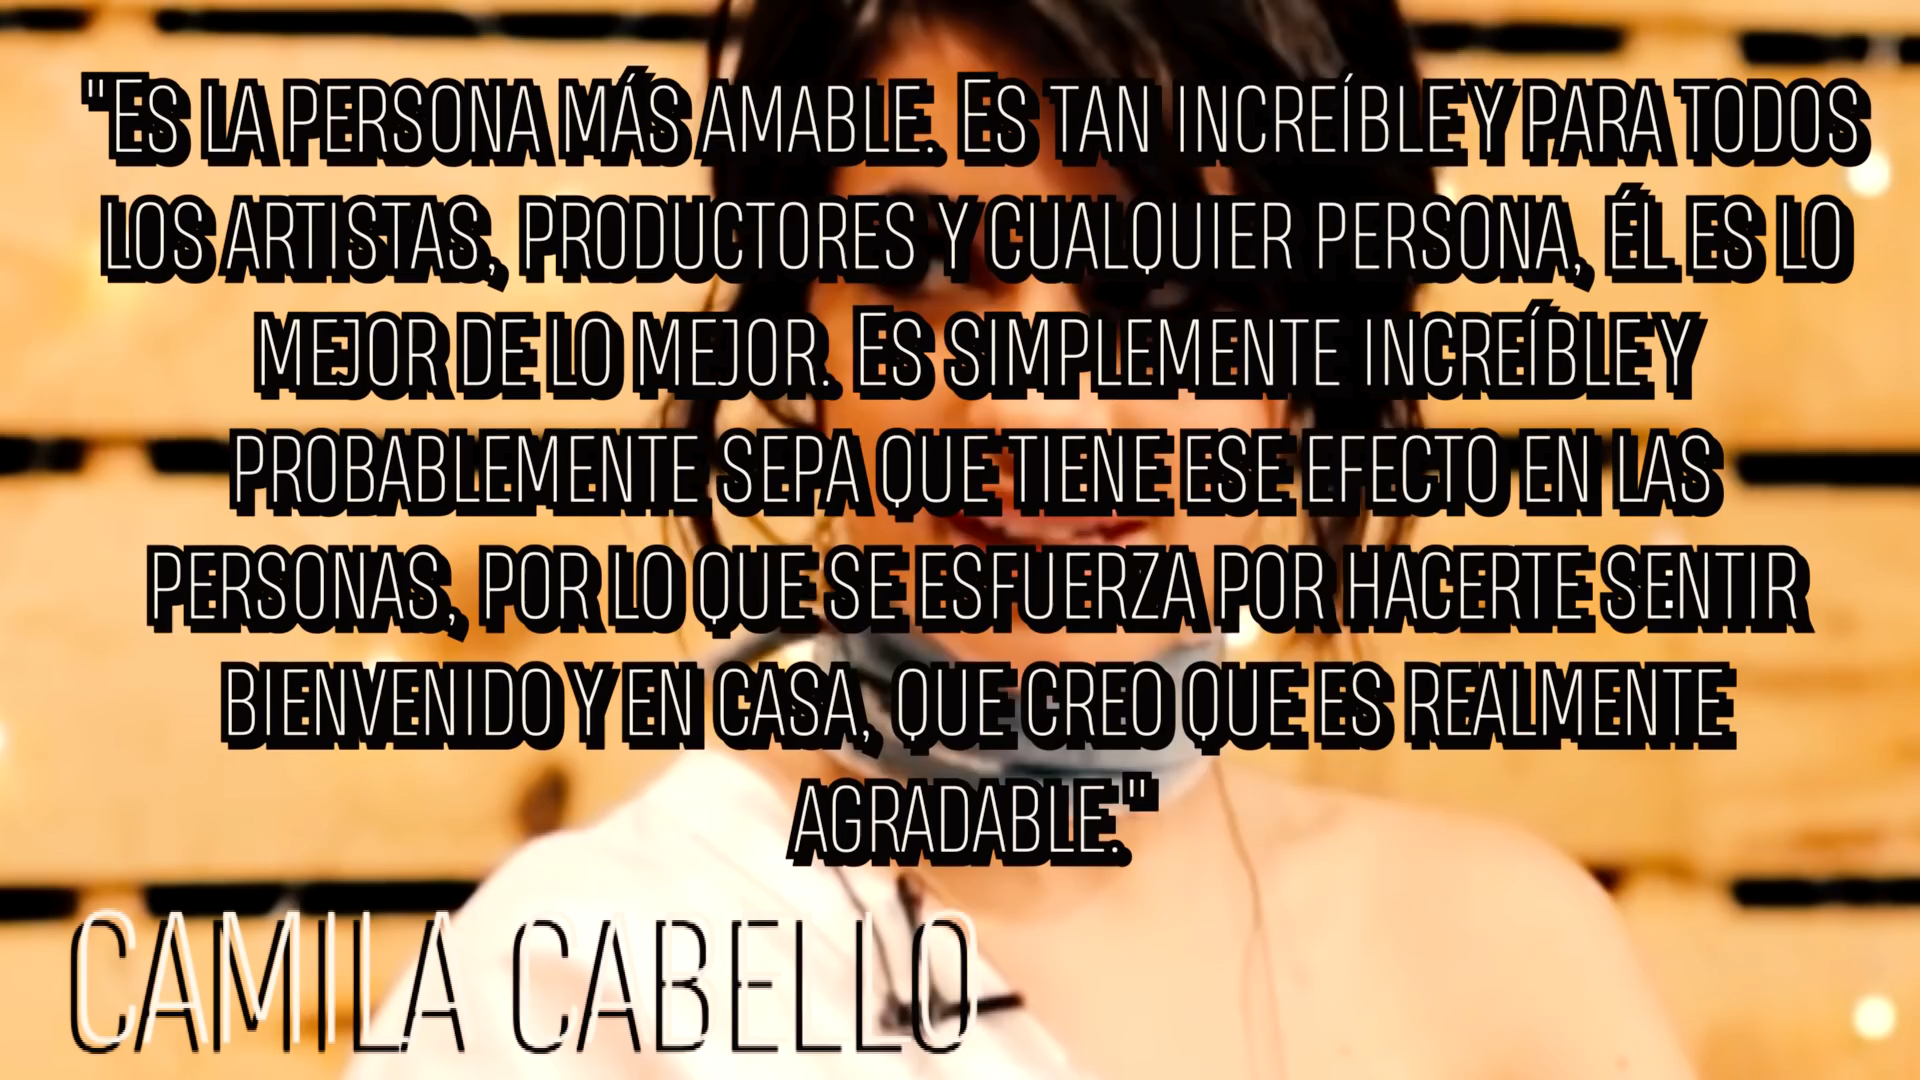 "Es la persona más amable. Es tan increíble y para todos
los artistas, productores y cualquier persona, él es lo
mejor de lo mejor. Es simplemente increíble y
probablemente sepa que tiene ese efecto en las
personas, por lo que se esfuerza por hacerte sentir
bienvenido y en casa, que creo que es realmente
agradable."
CAMILA CABELLO